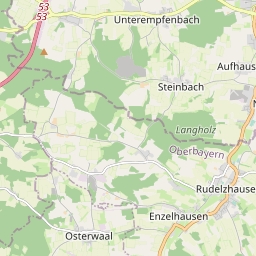 53
53
Unterempfenbach
Aufhaus
Steinbach
Langholz
Oberbayern
Rudelzhause
Enzelhausen
Osterwaal